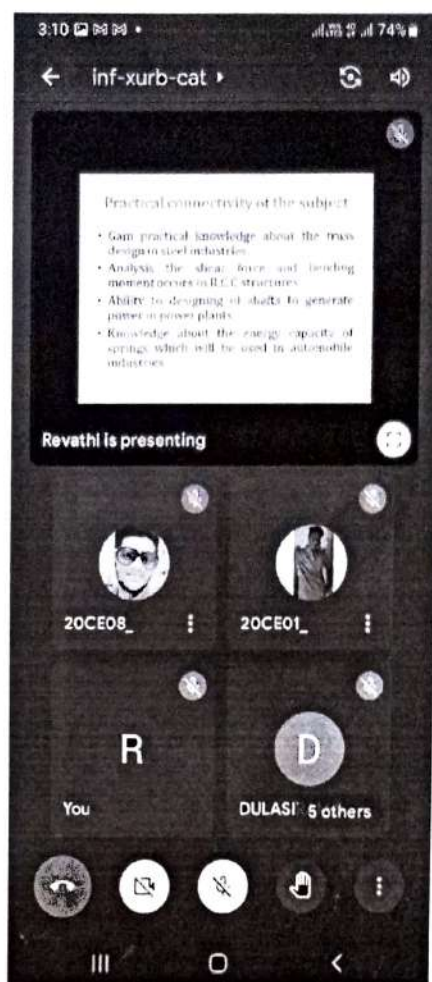 3:10
74%
inf-xurb-cat
Practical connectivity of the subject
• Gain practical knowledge about the truss
design in steel industries
• Analysis the shear force and bending
moment occurs in R.C.C structures
• Ability to designing of shafts to generate
power in power plants
• Knowledge about the energy capacity of
springs which will be used in automobile
industries
Revathi is presenting
20CE08_
20CE01_
R
D
You
DULASI
5 others